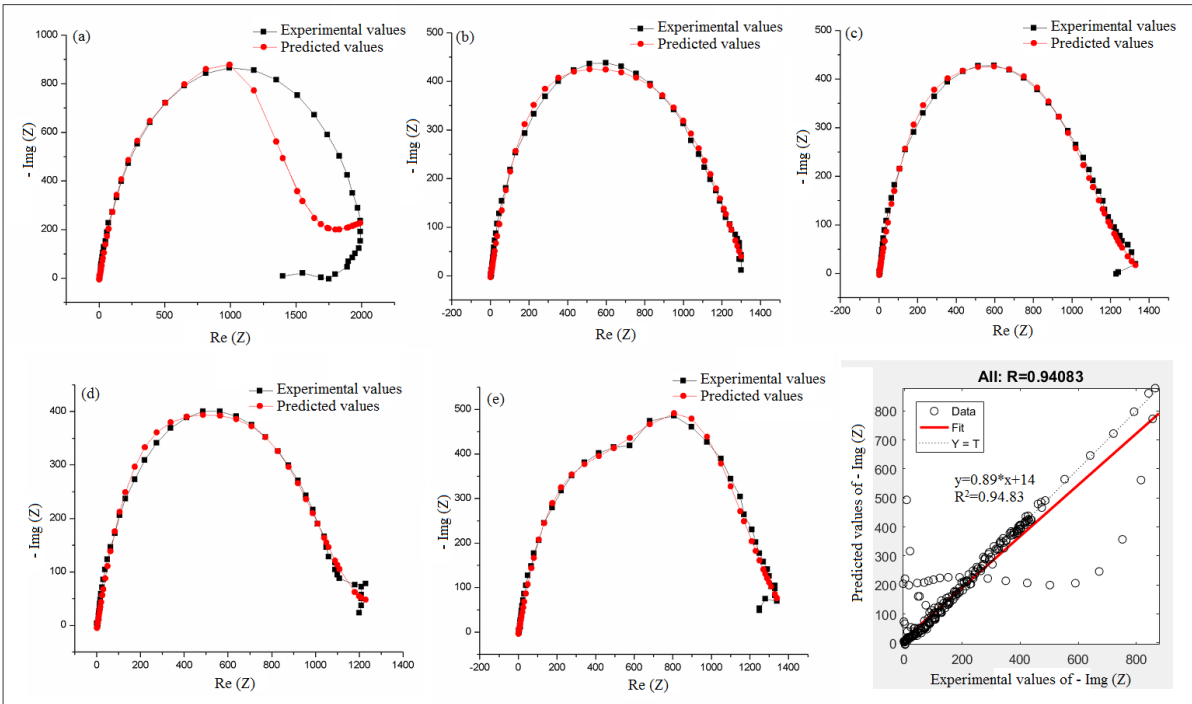 (a)
Experimental values
Predicted values
1000
800
600
400
200
0
0
500
1000
1500
2000
- Img (Z)
Re (Z)
(b)
Experimental values
Predicted values
500
400
300
200
100
0
-200
0
200
400
600
800
1000
1200
1400
- Img (Z)
Re (Z)
(c)
Experimental values
Predicted values
500
400
300
200
100
0
-200
0
200
400
600
800
1000
1200
1400
- Img (Z)
Re (Z)
(d)
Experimental values
Predicted values
400
300
200
100
0
0
200
400
600
800
1000
1200
1400
- Img (Z)
Re (Z)
(e)
Experimental values
Predicted values
500
400
300
200
100
0
-200
0
200
400
600
800
1000
1200
1400
- Img (Z)
Re (Z)
All: R=0.94083
Data
Fit
Y = T
y=0.89*x+14
R²=0.94.83
800
700
600
500
400
300
200
100
0
0
200
400
600
800
Predicted values of - Img (Z)
Experimental values of - Img (Z)